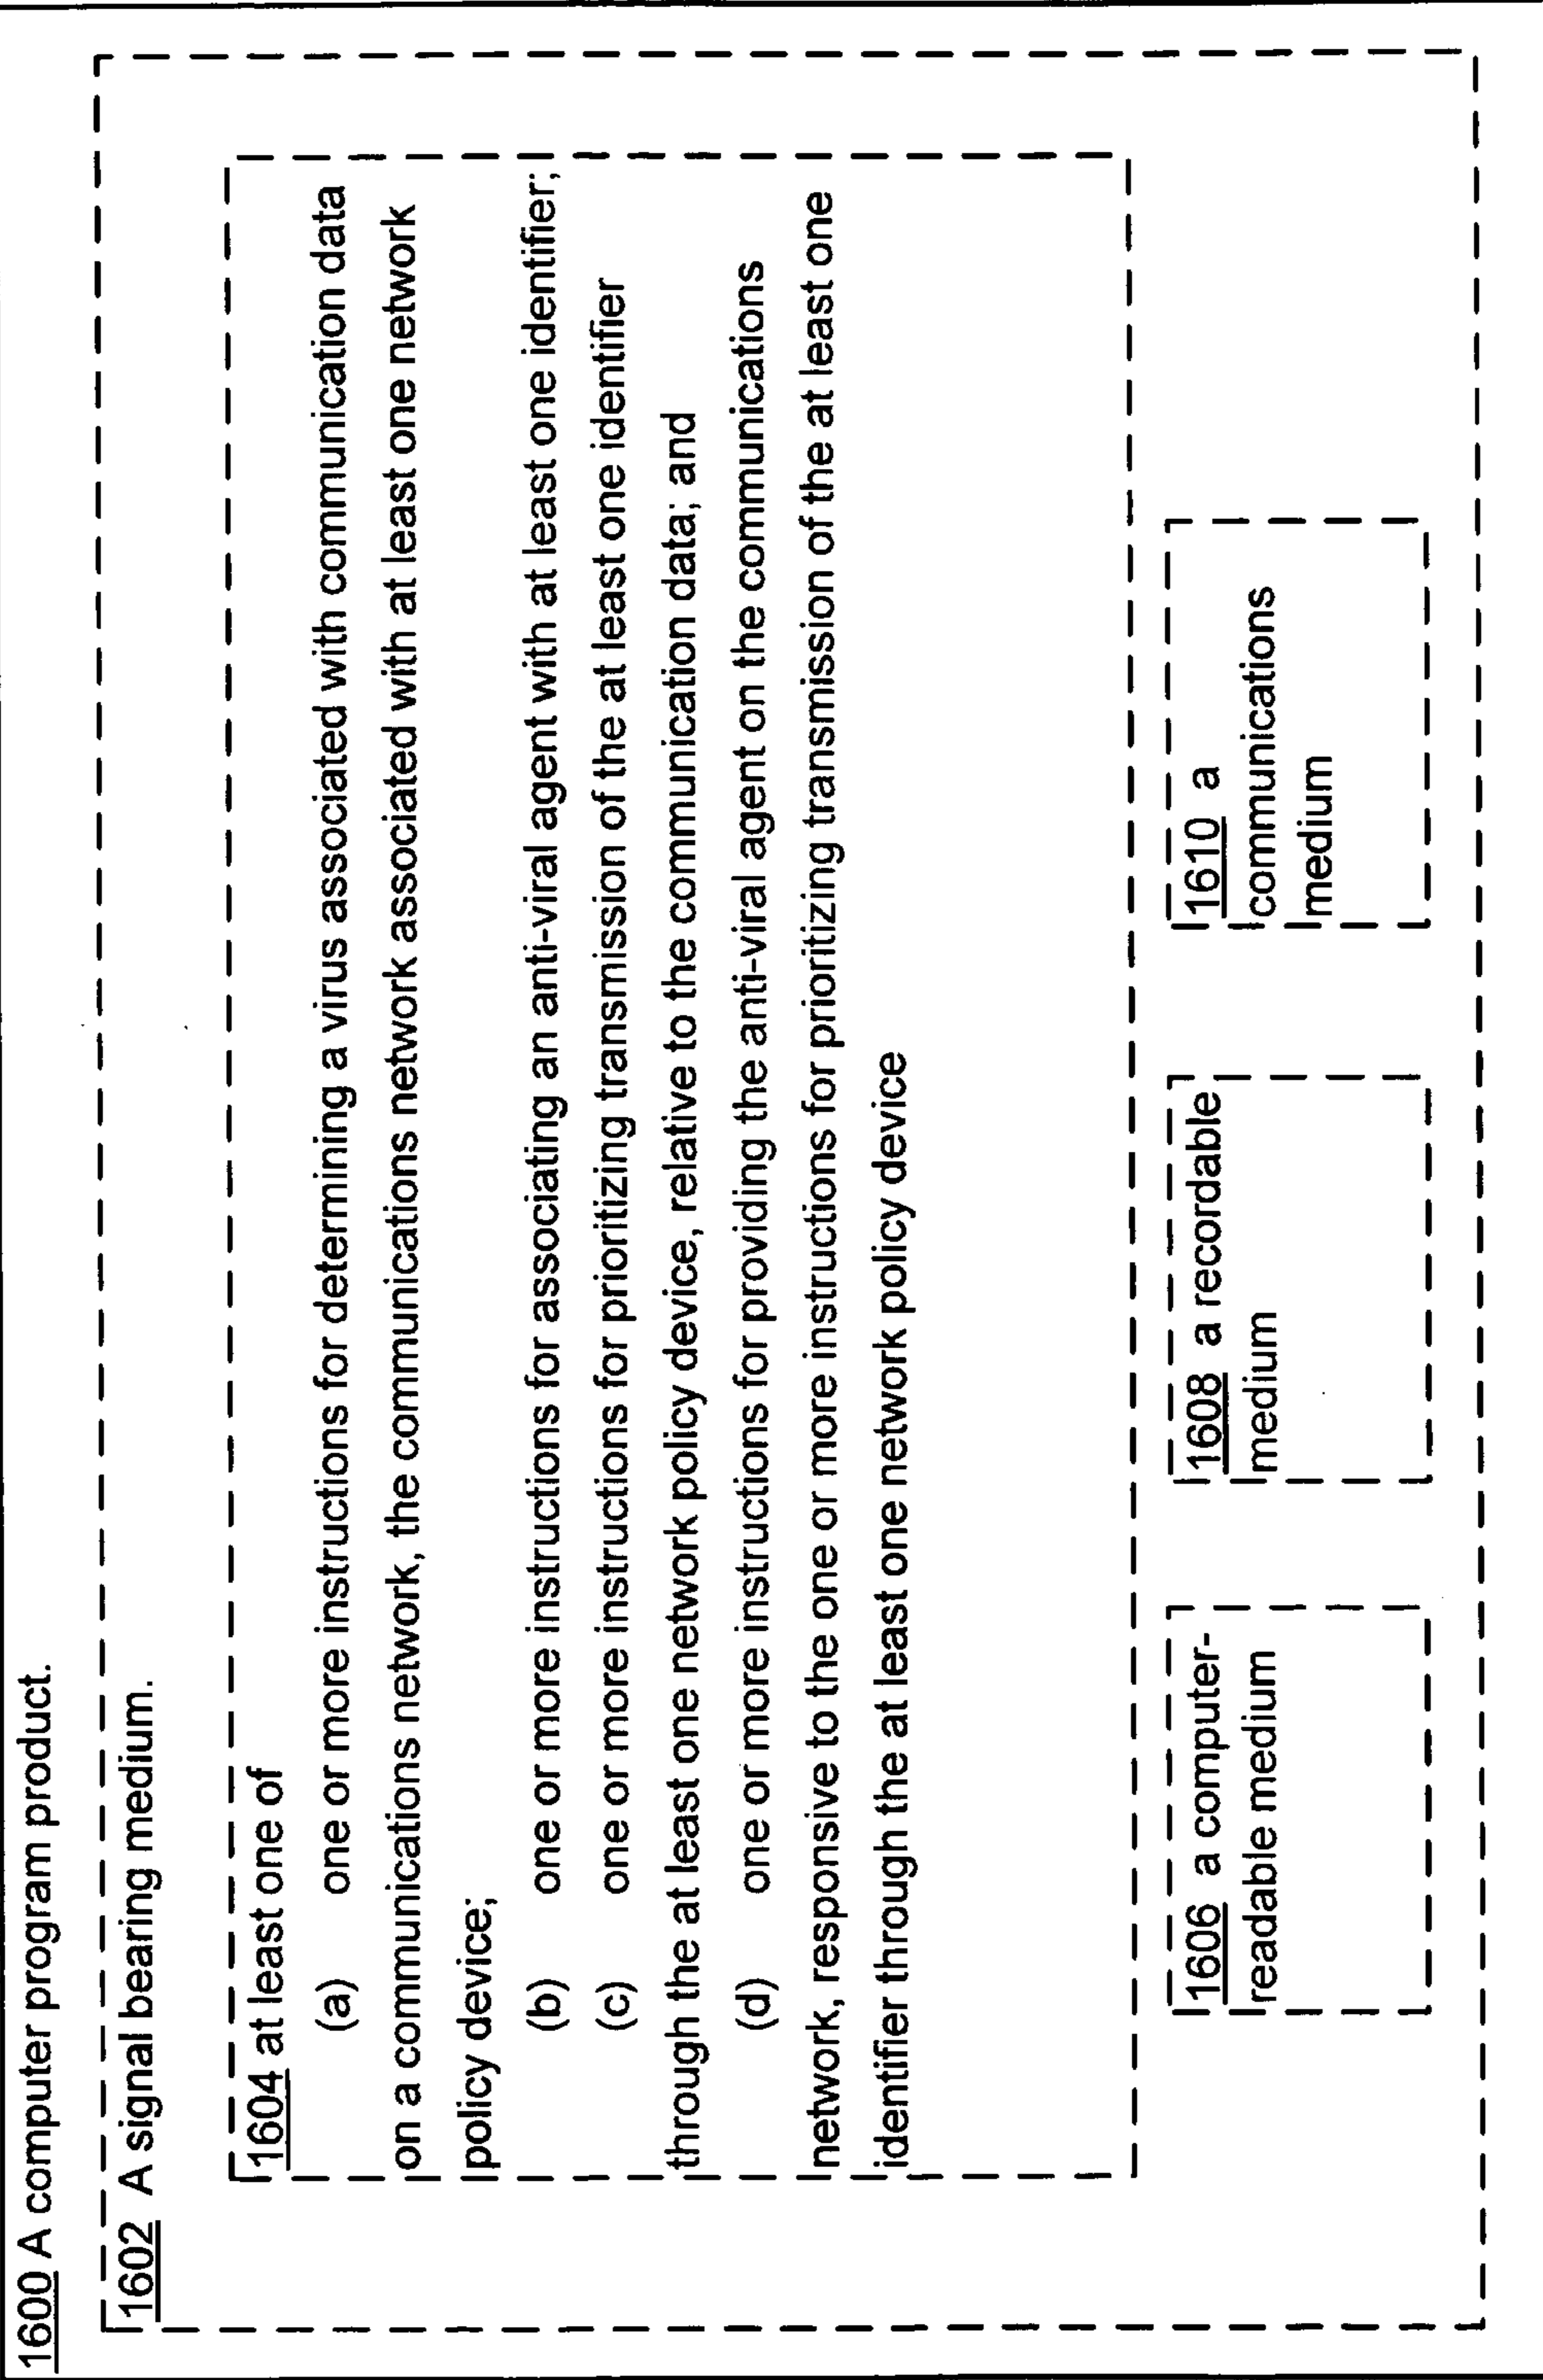 1600 A computer program product.
1602 A signal bearing medium.
1604 at least one of
(a) one or more instructions for determining a virus associated with communication data
on a communications network, the communications network associated with at least one network
policy device;
(b) one or more instructions for associating an anti-viral agent with at least one identifier;
(c) one or more instructions for prioritizing transmission of the at least one identifier
through the at least one network policy device, relative to the communication data; and
(d) one or more instructions for providing the anti-viral agent on the communications
network, responsive to the one or more instructions for prioritizing transmission of the at least one
identifier through the at least one network policy device
1606 a computer-
readable medium
1608 a recordable
medium
1610 a
communications
medium